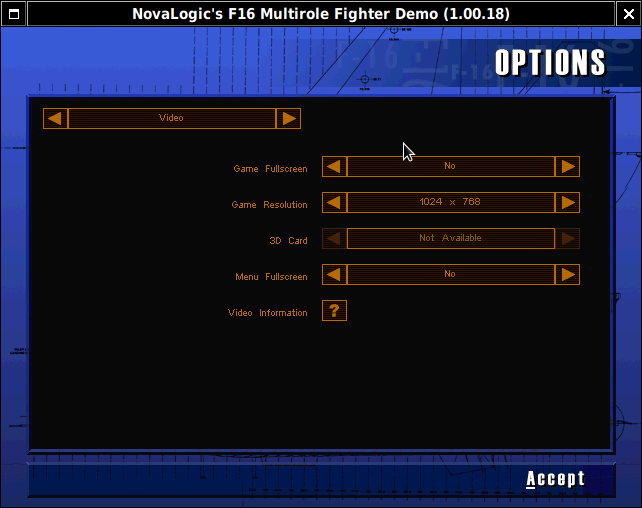 NovaLogic's F16 Multirole Fighter Demo (1.00.18)
OPTIONS
Video
Game Fullscreen No
Game Resolution 1024 x 768
3D Card Not Available
Menu Fullscreen No
Video Information ?
Accept